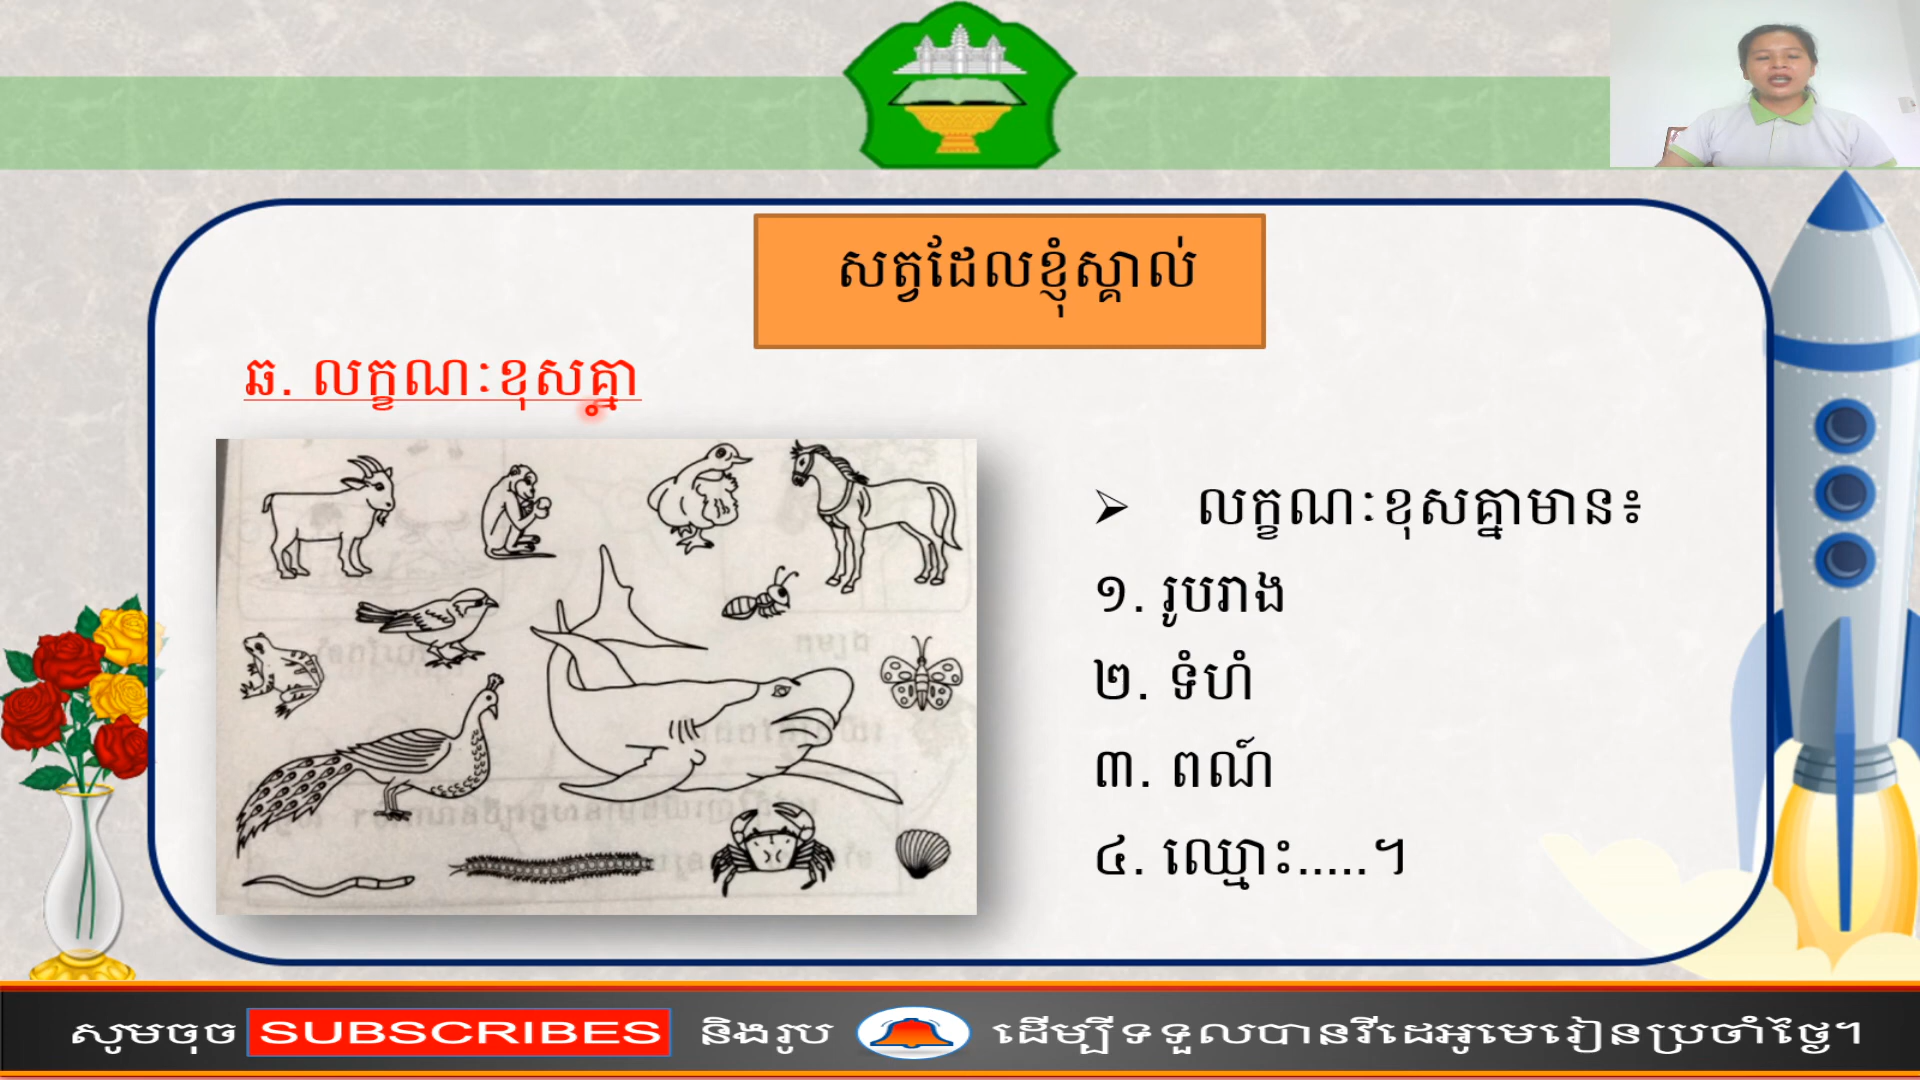 សត្វដែលខ្ញុំស្គាល់
ឆ. លក្ខណៈខុសគ្នា
➢ លក្ខណៈខុសគ្នាមាន៖
១. រូបរាង
២. ទំហំ
៣. ពណ៍
៤. ឈ្មោះ.....។
សូមចុច SUBSCRIBES និងរូប ដើម្បីទទួលបានវីដេអូមេរៀនប្រចាំថ្ងៃ។